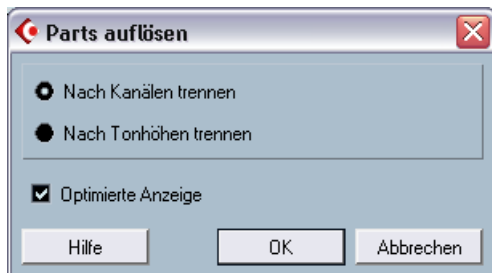 Parts auflösen
Nach Kanälen trennen
Nach Tonhöhen trennen
Optimierte Anzeige
Hilfe OK Abbrechen